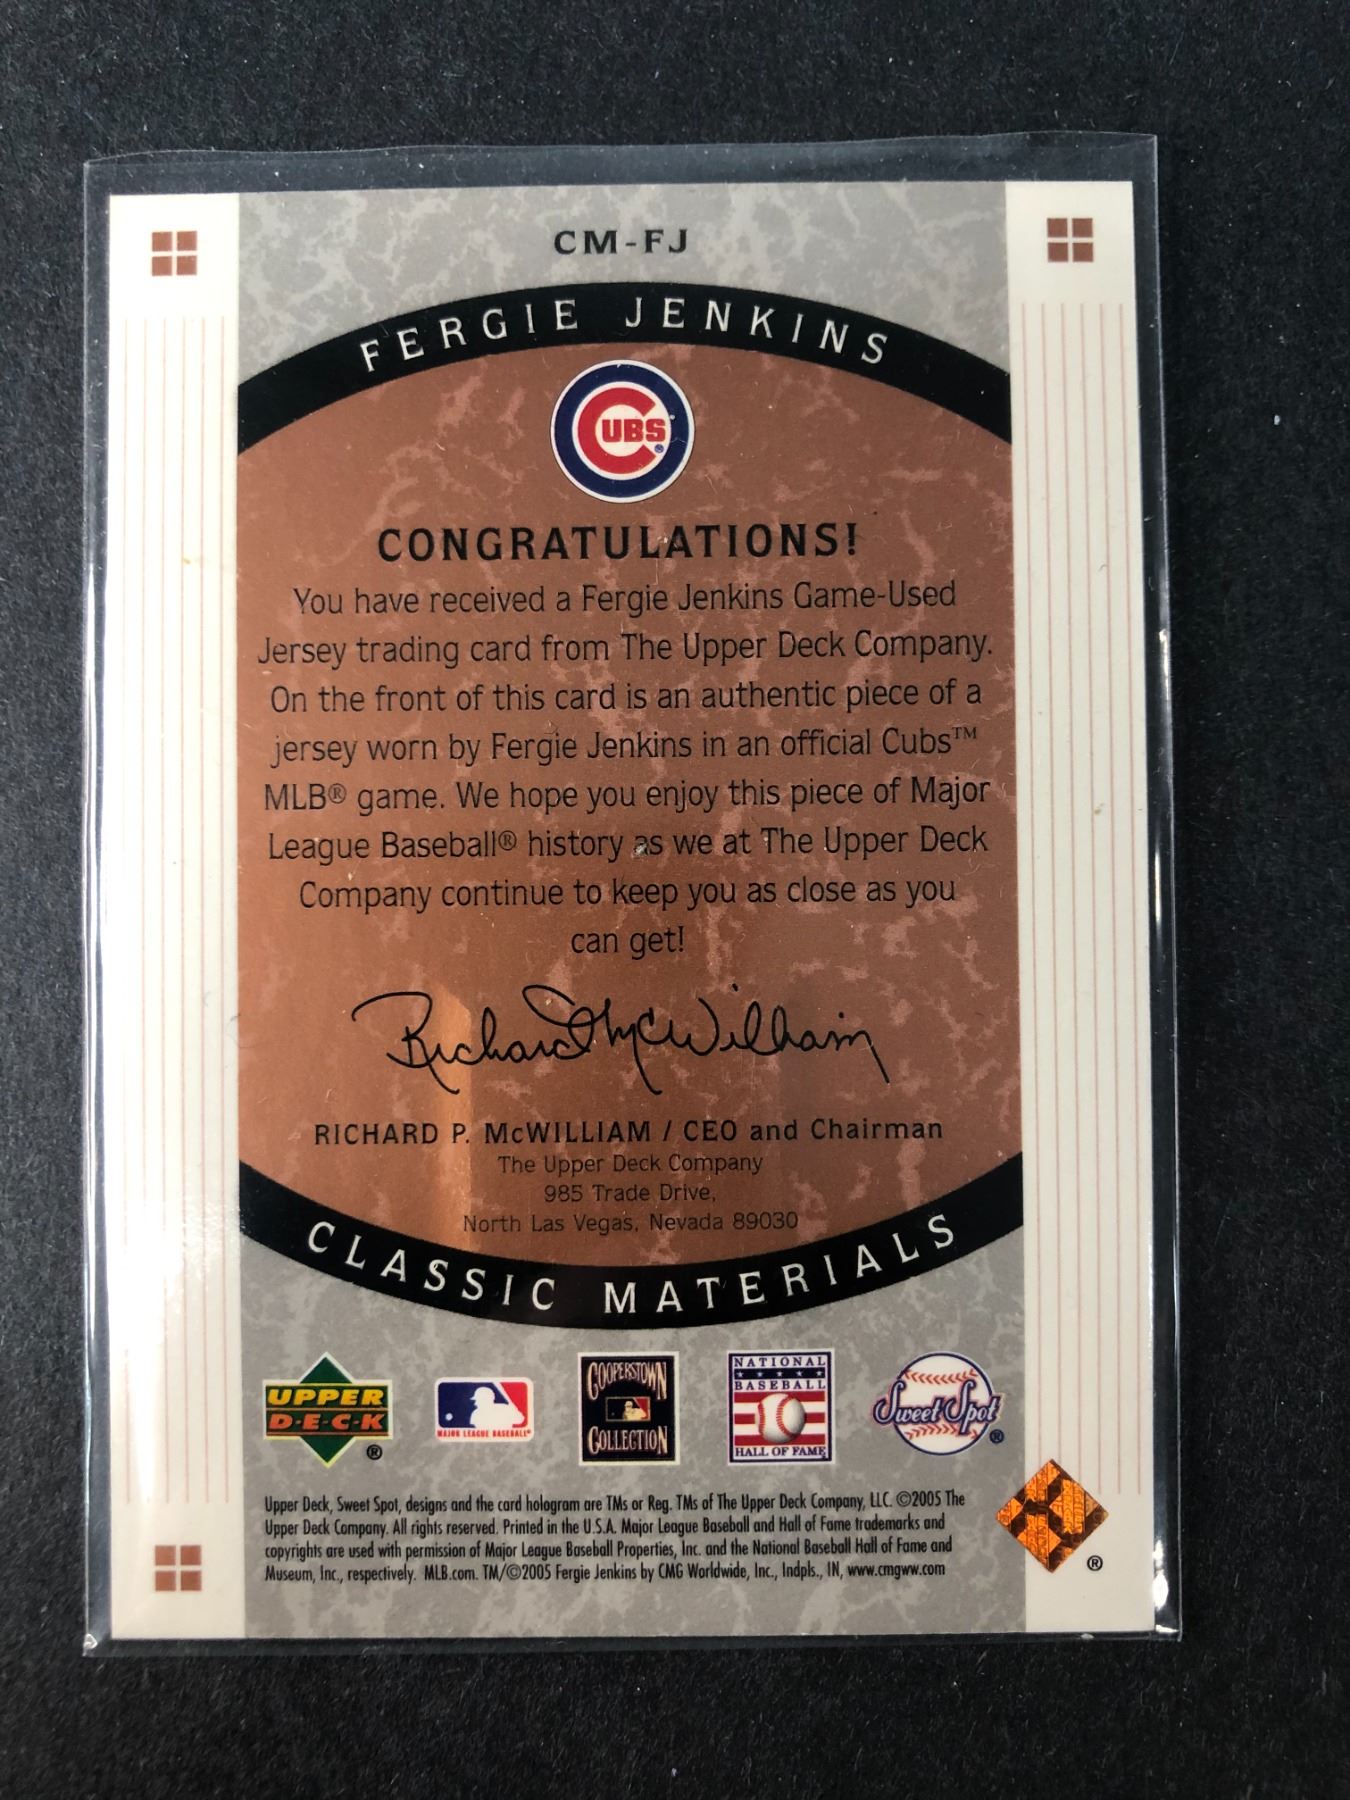 CM-FJ
FERGIE JENKINS
CUBS®
CONGRATULATIONS!
You have received a Fergie Jenkins Game-Used
Jersey trading card from The Upper Deck Company.
On the front of this card is an authentic piece of a
jersey worn by Fergie Jenkins in an official Cubs™
MLB® game. We hope you enjoy this piece of Major
League Baseball® history as we at The Upper Deck
Company continue to keep you as close as you
can get!
Richard McWilliam
RICHARD P. McWILLIAM / CEO and Chairman
The Upper Deck Company
985 Trade Drive,
North Las Vegas, Nevada 89030
CLASSIC MATERIALS
UPPER
D·E·C·K
®
MAJOR LEAGUE BASEBALL®
COOPERSTOWN
COLLECTION
NATIONAL
BASEBALL
HALL OF FAME
Sweet Spot
®
Upper Deck, Sweet Spot, designs and the card hologram are TMs or Reg. TMs of The Upper Deck Company, LLC. ©2005 The
Upper Deck Company. All rights reserved. Printed in the U.S.A. Major League Baseball and Hall of Fame trademarks and
copyrights are used with permission of Major League Baseball Properties, Inc. and the National Baseball Hall of Fame and
Museum, Inc., respectively. MLB.com. TM/©2005 Fergie Jenkins by CMG Worldwide, Inc., Indpls., IN, www.cmgww.com
®